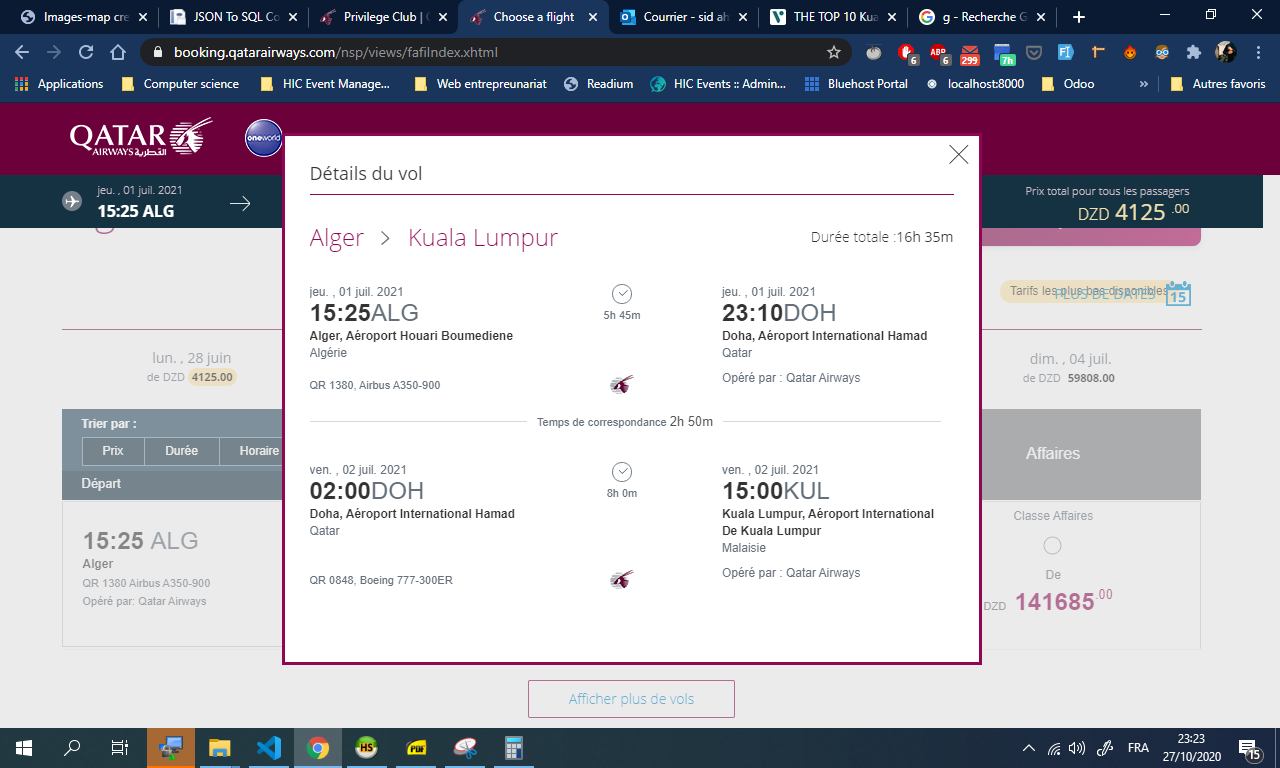 Images-map cre
JSON To SQL Co
Privilege Club |
Choose a flight
Courrier - sid ah
THE TOP 10 Kua
g - Recherche G
booking.qatarairways.com/nsp/views/fafiIndex.xhtml
6
ABP
6
299
7h
Applications
Computer science
HIC Event Manage...
Web entrepreunariat
Readium
HIC Events :: Admin...
Bluehost Portal
localhost:8000
Odoo
»
Autres favoris
QATAR
AIRWAYS القطرية
oneworld
jeu. , 01 juil. 2021
15:25 ALG
Prix total pour tous les passagers
DZD 4125 .00
Détails du vol
Alger > Kuala Lumpur
Durée totale :16h 35m
jeu. , 01 juil. 2021
15:25ALG
Alger, Aéroport Houari Boumediene
Algérie
QR 1380, Airbus A350-900
5h 45m
jeu. , 01 juil. 2021
23:10DOH
Doha, Aéroport International Hamad
Qatar
Opéré par : Qatar Airways
Temps de correspondance 2h 50m
ven. , 02 juil. 2021
02:00DOH
Doha, Aéroport International Hamad
Qatar
QR 0848, Boeing 777-300ER
8h 0m
ven. , 02 juil. 2021
15:00KUL
Kuala Lumpur, Aéroport International
De Kuala Lumpur
Malaisie
Opéré par : Qatar Airways
Tarifs les plus bas disponibles
PLUS DE DATES
15
lun. , 28 juin
de DZD 4125.00
dim. , 04 juil.
de DZD 59808.00
Trier par :
Prix
Durée
Horaire
Départ
Affaires
15:25 ALG
Alger
QR 1380 Airbus A350-900
Opéré par: Qatar Airways
Classe Affaires
De
DZD 141685.00
Afficher plus de vols
HS
PDF
FRA
23:23
27/10/2020
15